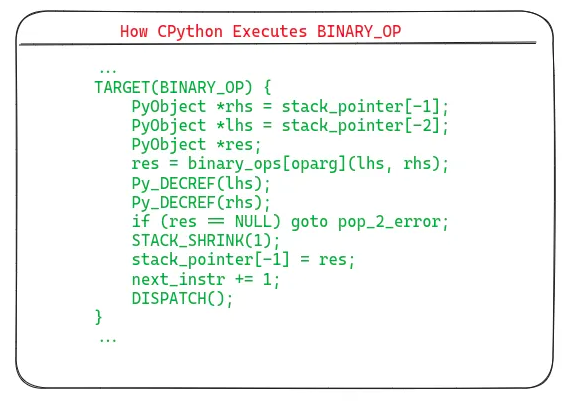 How CPython Executes BINARY_OP
...
TARGET(BINARY_OP) {
    PyObject *rhs = stack_pointer[-1];
    PyObject *lhs = stack_pointer[-2];
    PyObject *res;
    res = binary_ops[oparg](lhs, rhs);
    Py_DECREF(lhs);
    Py_DECREF(rhs);
    if (res == NULL) goto pop_2_error;
    STACK_SHRINK(1);
    stack_pointer[-1] = res;
    next_instr += 1;
    DISPATCH();
}
...